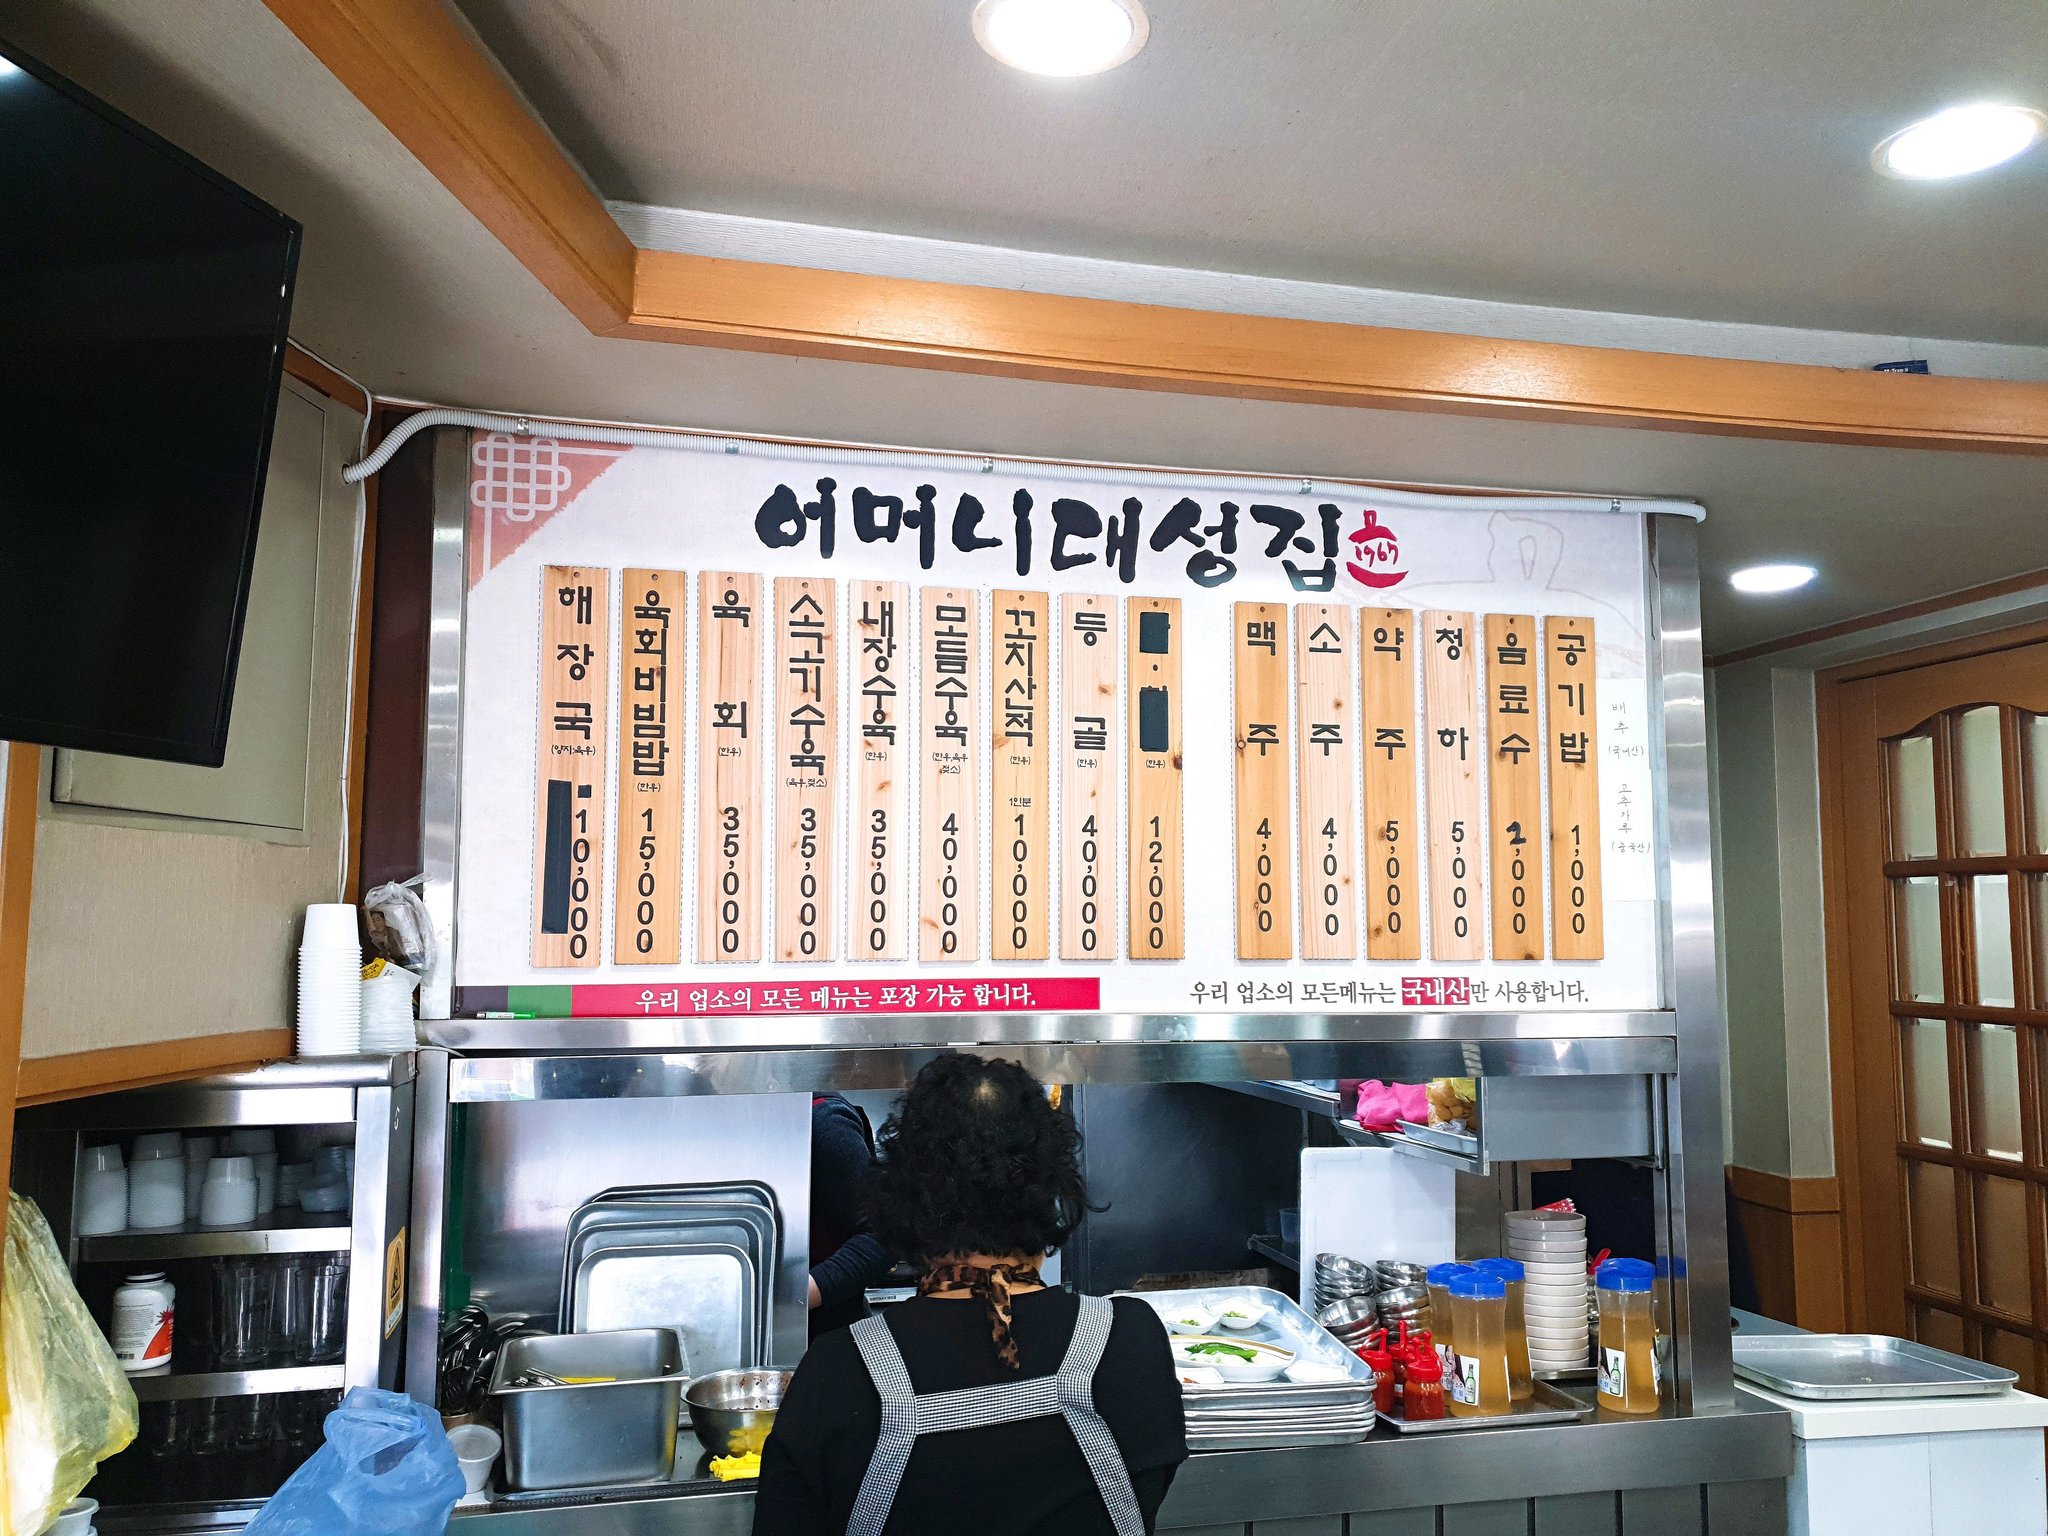 어머니대성집
1967
해장국
(양지:육우)
10,000
육회비빔밥
(한우)
15,000
육회
(한우)
35,000
소고기수육
(육우,젖소)
35,000
내장수육
(한우)
35,000
모듬수육
(한우,육우
젖소)
40,000
꼬치산적
(한우)
1인분
10,000
등골
(한우)
40,000
(한우)
12,000
맥주
4,000
소주
4,000
약주
5,000
청하
5,000
음료수
2,000
공기밥
1,000
배추
(국내산)
고추가루
(중국산)
우리 업소의 모든 메뉴는 포장 가능 합니다.
우리 업소의 모든메뉴는 국내산만 사용합니다.